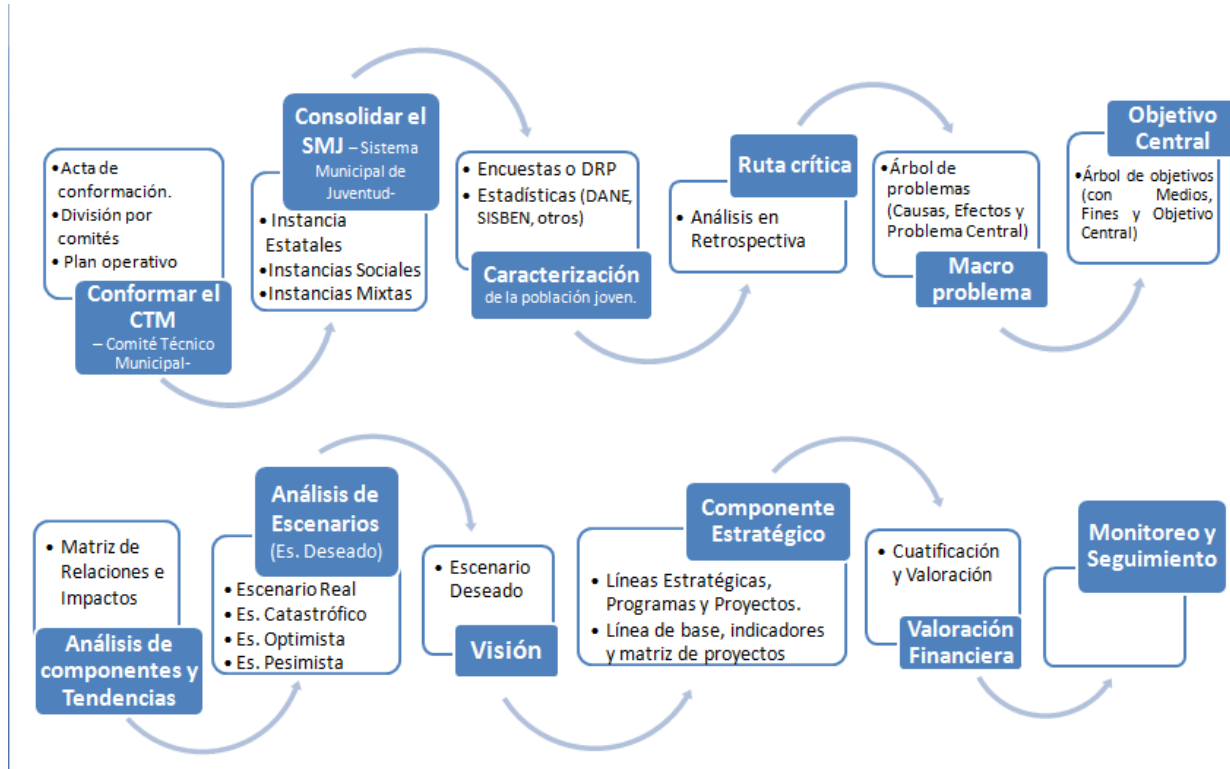 •Acta de
conformación.
•División por
comités
• Plan operativo
Conformar el
CTM
– Comité Técnico
Municipal-
Consolidar el
SMJ – Sistema
Municipal de
Juventud-
• Instancia
Estatales
•Instancias Sociales
•Instancias Mixtas
• Encuestas o DRP
• Estadísticas (DANE,
SISBEN, otros)
Caracterización
de la población joven.
Ruta crítica
• Análisis en
Retrospectiva
•Árbol de
problemas
(Causas, Efectos y
Problema Central)
Macro
problema
Objetivo
Central
•Árbol de objetivos
(con Medios,
Fines y Objetivo
Central)
• Matriz de
Relaciones e
Impactos
Análisis de
componentes y
Tendencias
Análisis de
Escenarios
(Es. Deseado)
•Escenario Real
• Es. Catastrófico
• Es. Optimista
• Es. Pesimista
• Escenario
Deseado
Visión
Componente
Estratégico
• Líneas Estratégicas,
Programas y Proyectos.
• Línea de base, indicadores
y matriz de proyectos
• Cuatificación
y Valoración
Valoración
Financiera
Monitoreo y
Seguimiento